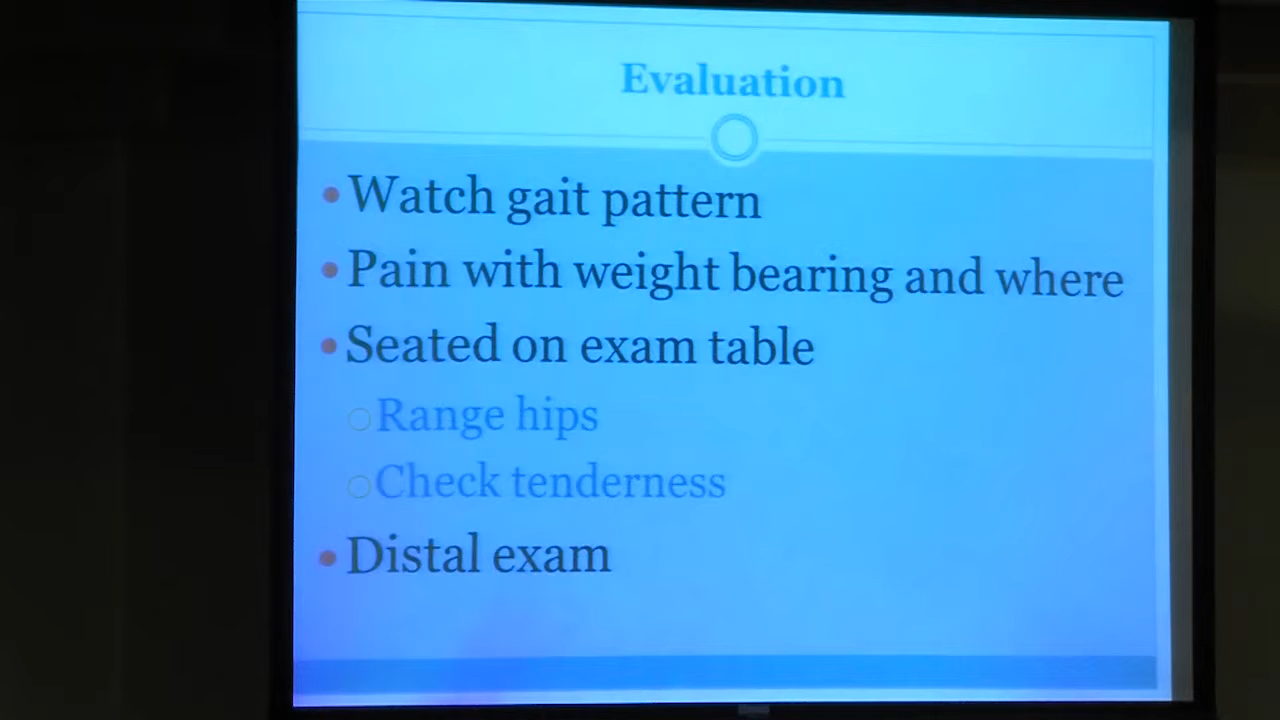 Evaluation
• Watch gait pattern
• Pain with weight bearing and where
• Seated on exam table
○ Range hips
○ Check tenderness
• Distal exam